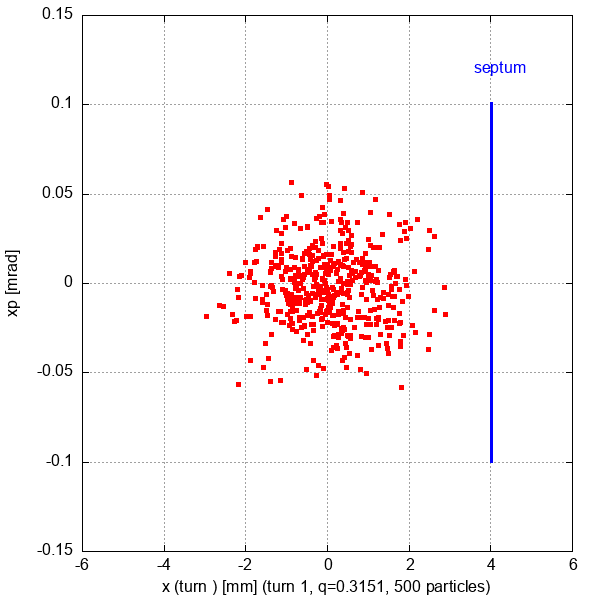 0.15
septum
0.1
0.05
0
-0.05
-0.1
-0.15
xp [mrad]
-6 -4 -2 0 2 4 6
x (turn ) [mm] (turn 1, q=0.3151, 500 particles)